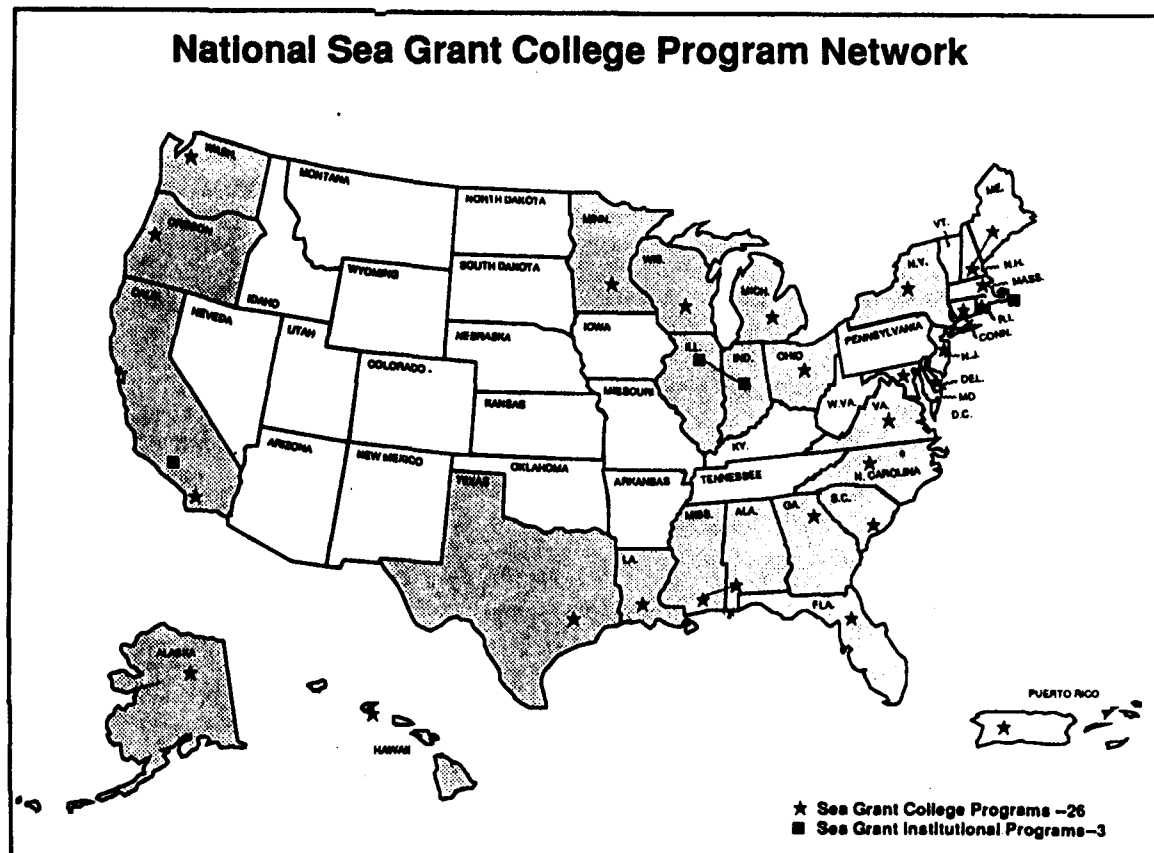 National Sea Grant College Program Network
WASH.
MONTANA
NORTH DAKOTA
MINN.
ME.
VT.
OREGON
N.Y.
N.H.
WYOMING
SOUTH DAKOTA
WIS.
MICH.
MASS.
IDAHO
CALIF.
R.I.
NEVEDA
UTAH
NEBRASKA
IOWA
PENNSYLVANIA
CONN.
ILL.
IND.
OHIO
N.J.
COLORADO
KANSAS
MISSOURI
DEL.
MD
W.VA.
VA.
D.C.
KY.
ARIZONA
NEW MEXICO
OKLAHOMA
TEXAS
ARKANSAS
TENNESSEE
N. CAROLINA
MISS.
ALA.
GA.
S.C.
LA.
FLA.
ALASKA
HAWAII
PUERTO RICO
★ Sea Grant College Programs –26
■ Sea Grant Institutional Programs–3